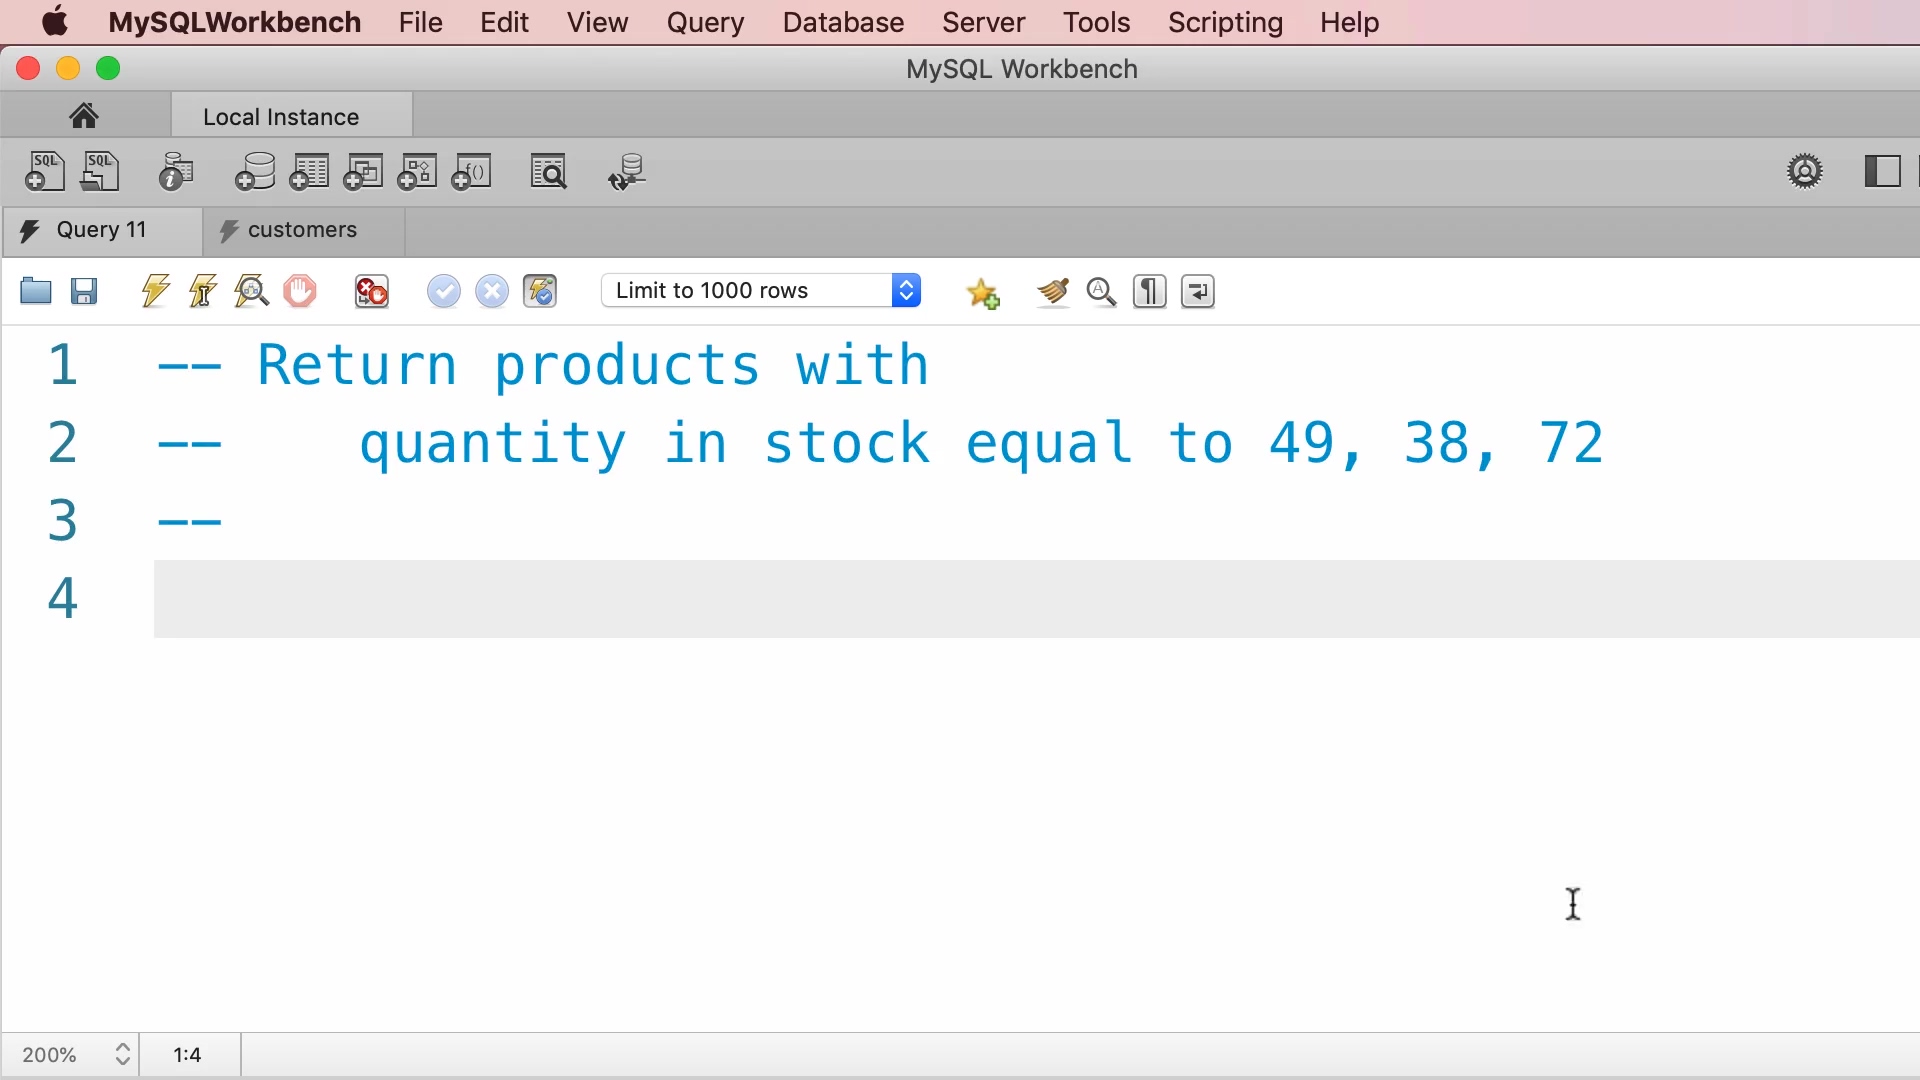 MySQLWorkbench File Edit View Query Database Server Tools Scripting Help
MySQL Workbench
Local Instance
SQL SQL f()
Query 11 customers
Limit to 1000 rows
1 -- Return products with
2 --    quantity in stock equal to 49, 38, 72
3 --
4
200% 1:4